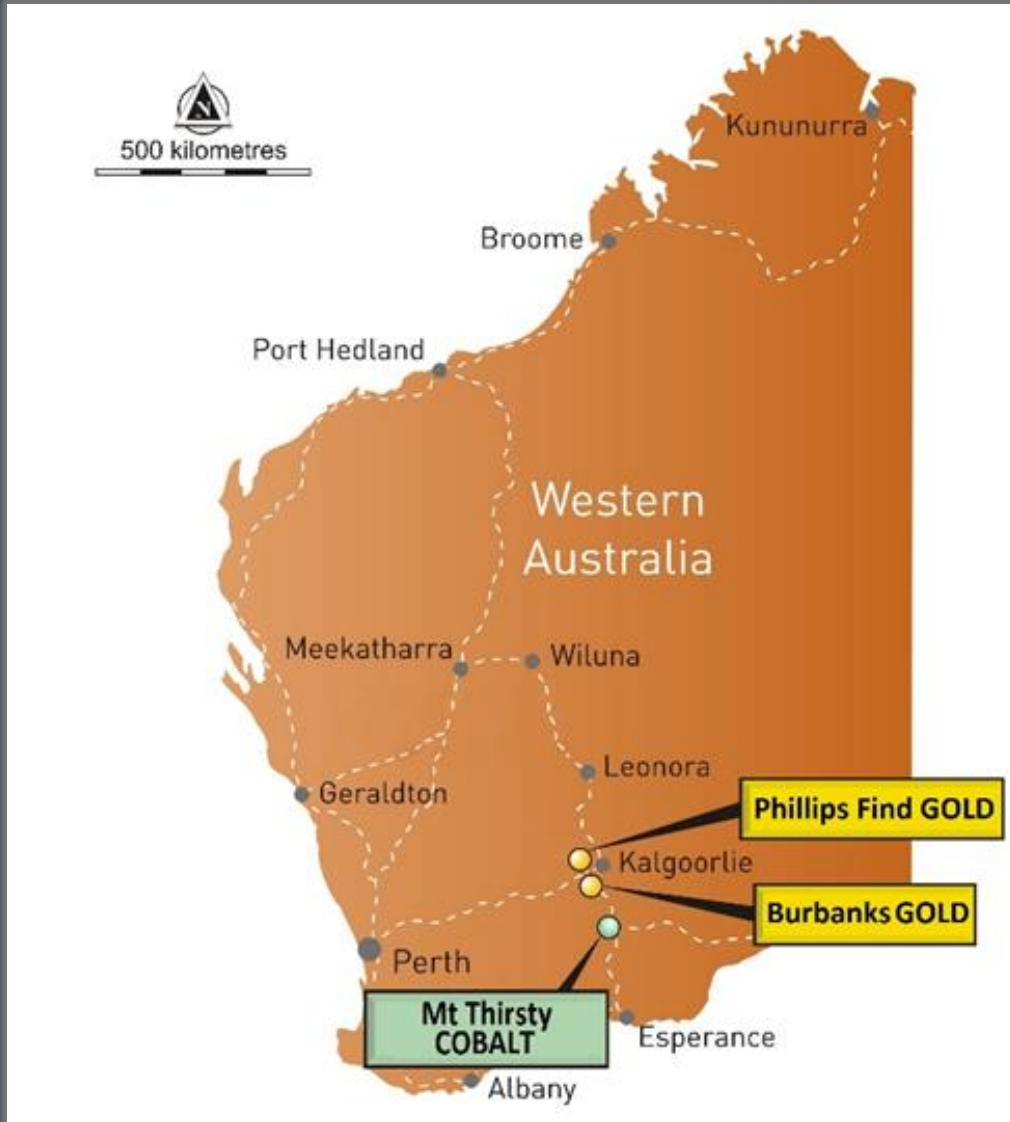 N
500 kilometres
Kununurra
Broome
Port Hedland
Western
Australia
Meekatharra
Wiluna
Leonora
Geraldton
Phillips Find GOLD
Kalgoorlie
Burbanks GOLD
Perth
Mt Thirsty
COBALT
Esperance
Albany